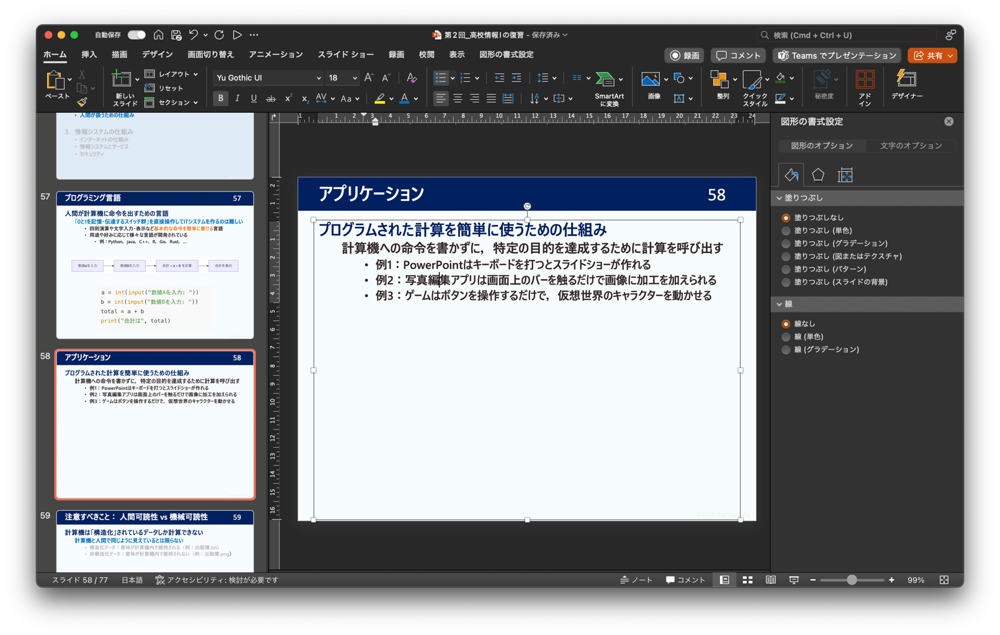 自動保存
第2回_高校情報Iの復習 - 保存済み
検索 (Cmd + Ctrl + U)
ホーム 挿入 描画 デザイン 画面切り替え アニメーション スライド ショー 録画 校閲 表示 図形の書式設定
録画 コメント Teams でプレゼンテーション 共有
ペースト
新しい
スライド
レイアウト
リセット
セクション
Yu Gothic UI 18
SmartArt
に変換
画像
整列
クイック
スタイル
秘密度
アド
イン
デザイナー
・人間が扱うための仕組み
3. 情報システムの仕組み
・インターネットの仕組み
・情報システムとサービス
・セキュリティ
57
プログラミング言語 57
人間が計算機に命令を出すための言語
「0と1を記憶・伝達するスイッチ群」を直接操作してITシステムを作るのは難しい
・四則演算や文字入力・表示など基本的な命令を簡単に書ける言語
・用途や好みに応じて様々な言語が開発されている
・例：Python, java, C++, R, Go, Rust, ...
数値Aを入力 数値Bを入力 合計 = A + B を計算 合計を表示
a = int(input("数値Aを入力: "))
b = int(input("数値Bを入力: "))
total = a + b
print("合計は", total)
58
アプリケーション 58
プログラムされた計算を簡単に使うための仕組み
計算機への命令を書かずに，特定の目的を達成するために計算を呼び出す
・例1：PowerPointはキーボードを打つとスライドショーが作れる
・例2：写真編集アプリは画面上のバーを触るだけで画像に加工を加えられる
・例3：ゲームはボタンを操作するだけで，仮想世界のキャラクターを動かせる
59
注意すべきこと： 人間可読性 vs 機械可読性 59
計算機は「構造化」されているデータしか計算できない
計算機と人間で同じように見えているとは限らない
・構造化データ：意味が計算機内で維持される（例：出勤簿.txt）
・非構造化データ：意味が計算機内で維持されない（例：出勤簿.png）
1 1 2 3 4 5 6 7 8 9 10 11 12 13 14 15 16 17 18 19 20 21 22 23 24
2
1
1
2
3
4
5
6
7
8
9
10
11
12
13
14
15
16
アプリケーション 58
プログラムされた計算を簡単に使うための仕組み
計算機への命令を書かずに，特定の目的を達成するために計算を呼び出す
• 例1：PowerPointはキーボードを打つとスライドショーが作れる
• 例2：写真編集アプリは画面上のバーを触るだけで画像に加工を加えられる
• 例3：ゲームはボタンを操作するだけで，仮想世界のキャラクターを動かせる
図形の書式設定
図形のオプション 文字のオプション
塗りつぶし
塗りつぶしなし
塗りつぶし (単色)
塗りつぶし (グラデーション)
塗りつぶし (図またはテクスチャ)
塗りつぶし (パターン)
塗りつぶし (スライドの背景)
線
線なし
線 (単色)
線 (グラデーション)
スライド 58 / 77 日本語 アクセシビリティ: 検討が必要です
ノート コメント 99%